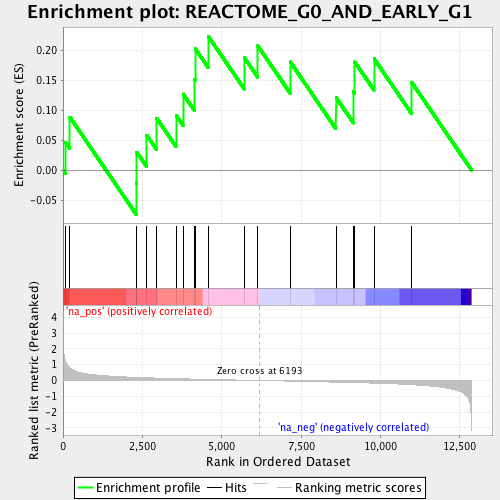 Enrichment plot: REACTOME_G0_AND_EARLY_G1
Enrichment score (ES)
0.20
0.15
0.10
0.05
0.00
-0.05
'na_pos' (positively correlated)
Ranked list metric (PreRanked)
4
3
2
1
0
-1
-2
-3
Zero cross at 6193
'na_neg' (negatively correlated)
0 2,500 5,000 7,500 10,000 12,500
Rank in Ordered Dataset
Enrichment profile Hits Ranking metric scores